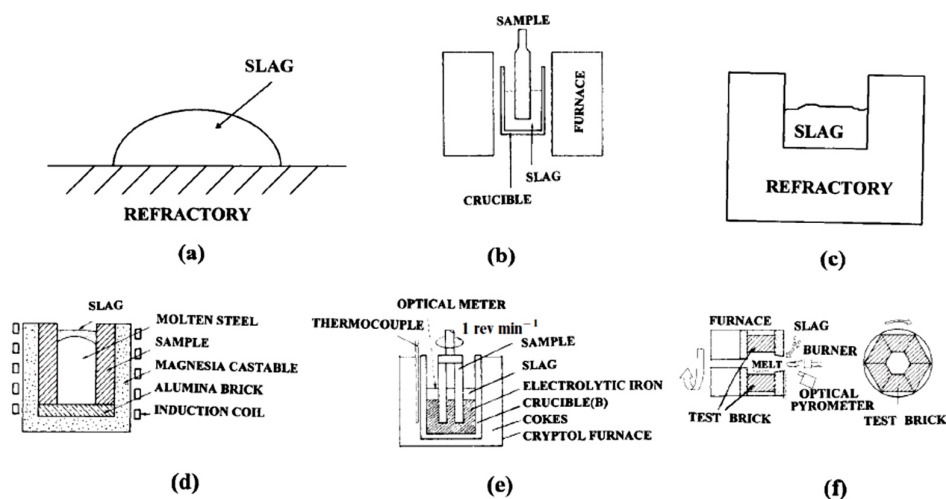 SLAG
REFRACTORY
(a)
SAMPLE
FURNACE
SLAG
CRUCIBLE
(b)
SLAG
REFRACTORY
(c)
SLAG
MOLTEN STEEL
SAMPLE
MAGNESIA CASTABLE
ALUMINA BRICK
INDUCTION COIL
(d)
OPTICAL METER
THERMOCOUPLE
1 rev min⁻¹
SAMPLE
SLAG
ELECTROLYTIC IRON
CRUCIBLE(B)
COKES
CRYPTOL FURNACE
(e)
FURNACE
SLAG
BURNER
MELT
OPTICAL
PYROMETER
TEST BRICK
TEST BRICK
(f)